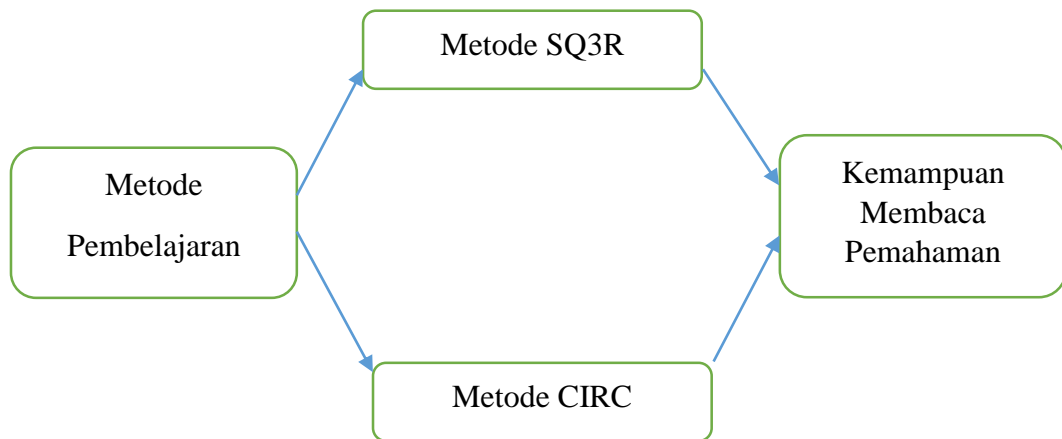 Metode SQ3R
Metode
Pembelajaran
Kemampuan
Membaca
Pemahaman
Metode CIRC